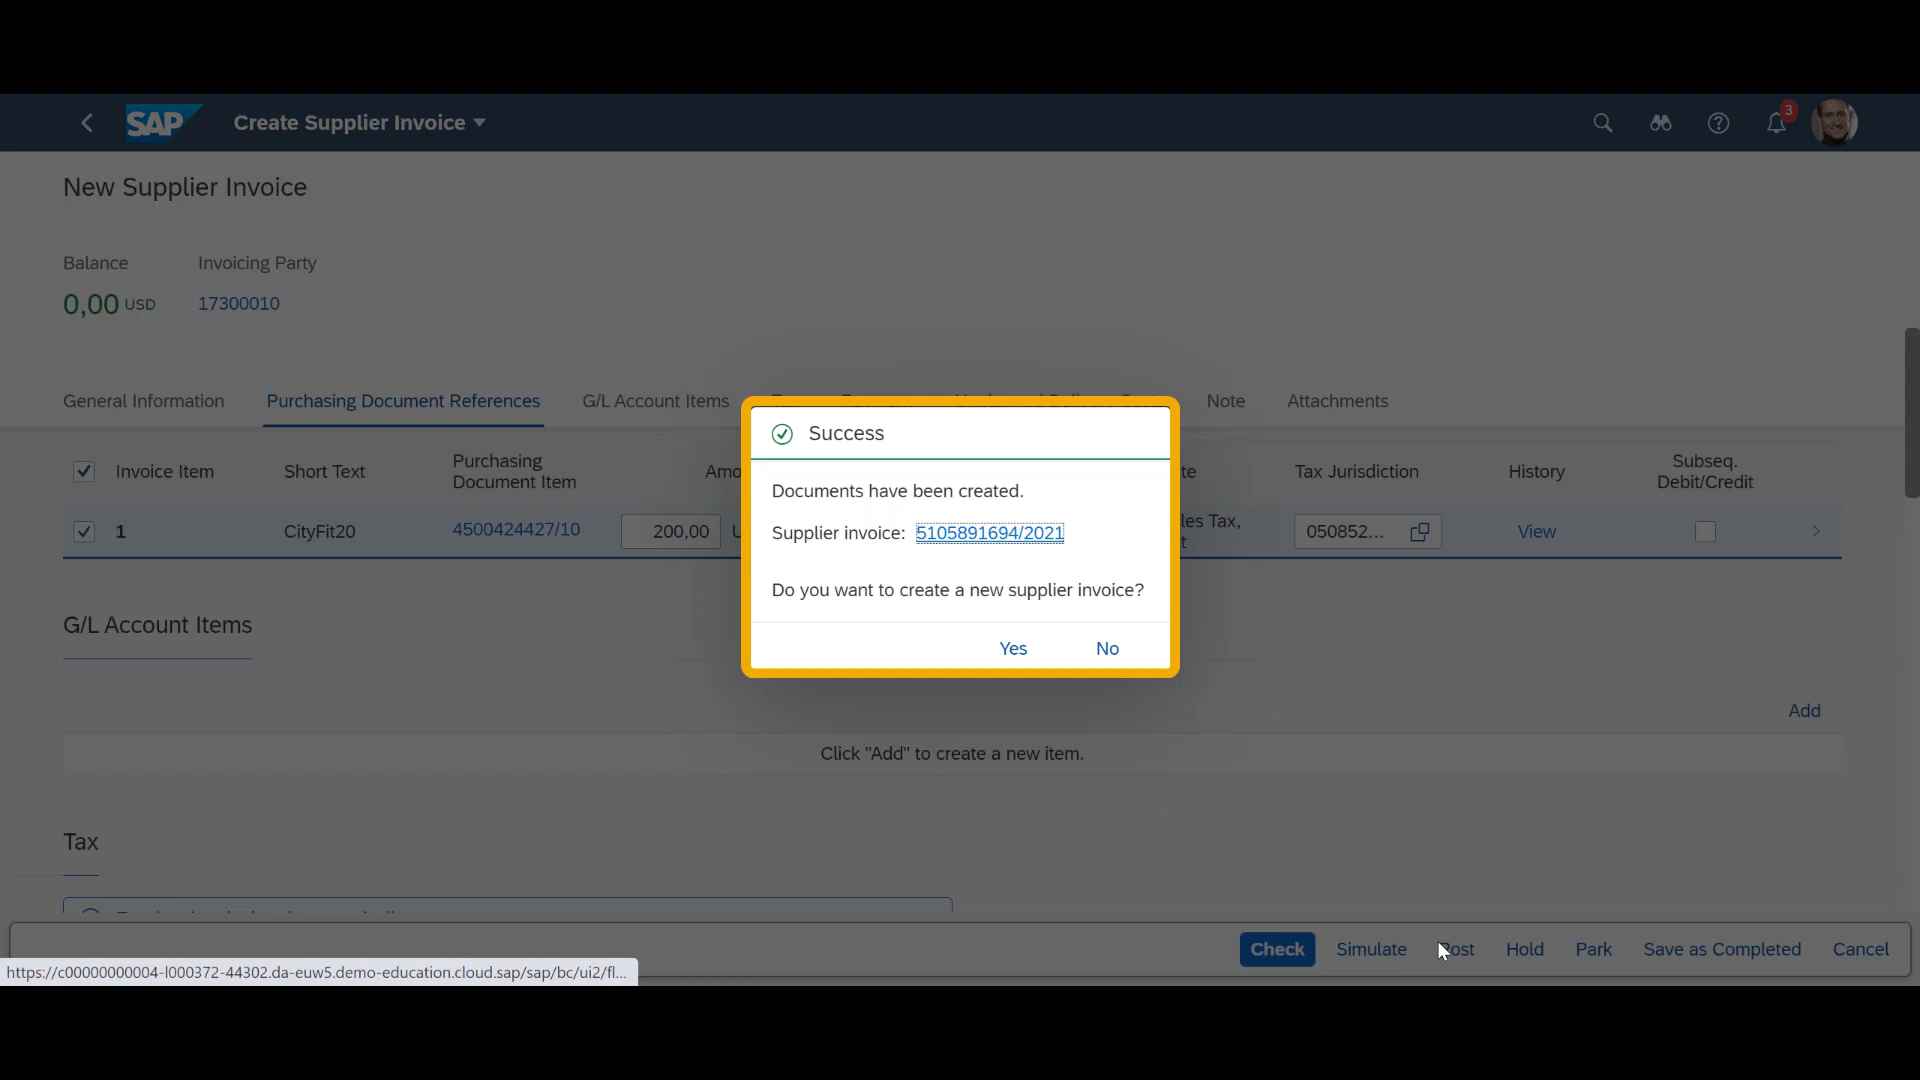 SAP Create Supplier Invoice
3
New Supplier Invoice
Balance Invoicing Party
0,00 USD 17300010
General Information Purchasing Document References G/L Account Items Note Attachments
Invoice Item Short Text Purchasing Document Item Tax Jurisdiction History Subseq. Debit/Credit
1 CityFit20 4500424427/10 200,00 les Tax, 050852... View
Success
Documents have been created.
Supplier invoice: 5105891694/2021
Do you want to create a new supplier invoice?
Yes No
G/L Account Items
Add
Click "Add" to create a new item.
Tax
Check Simulate Post Hold Park Save as Completed Cancel
https://c00000000004-l000372-44302.da-euw5.demo-education.cloud.sap/sap/bc/ui2/fl...